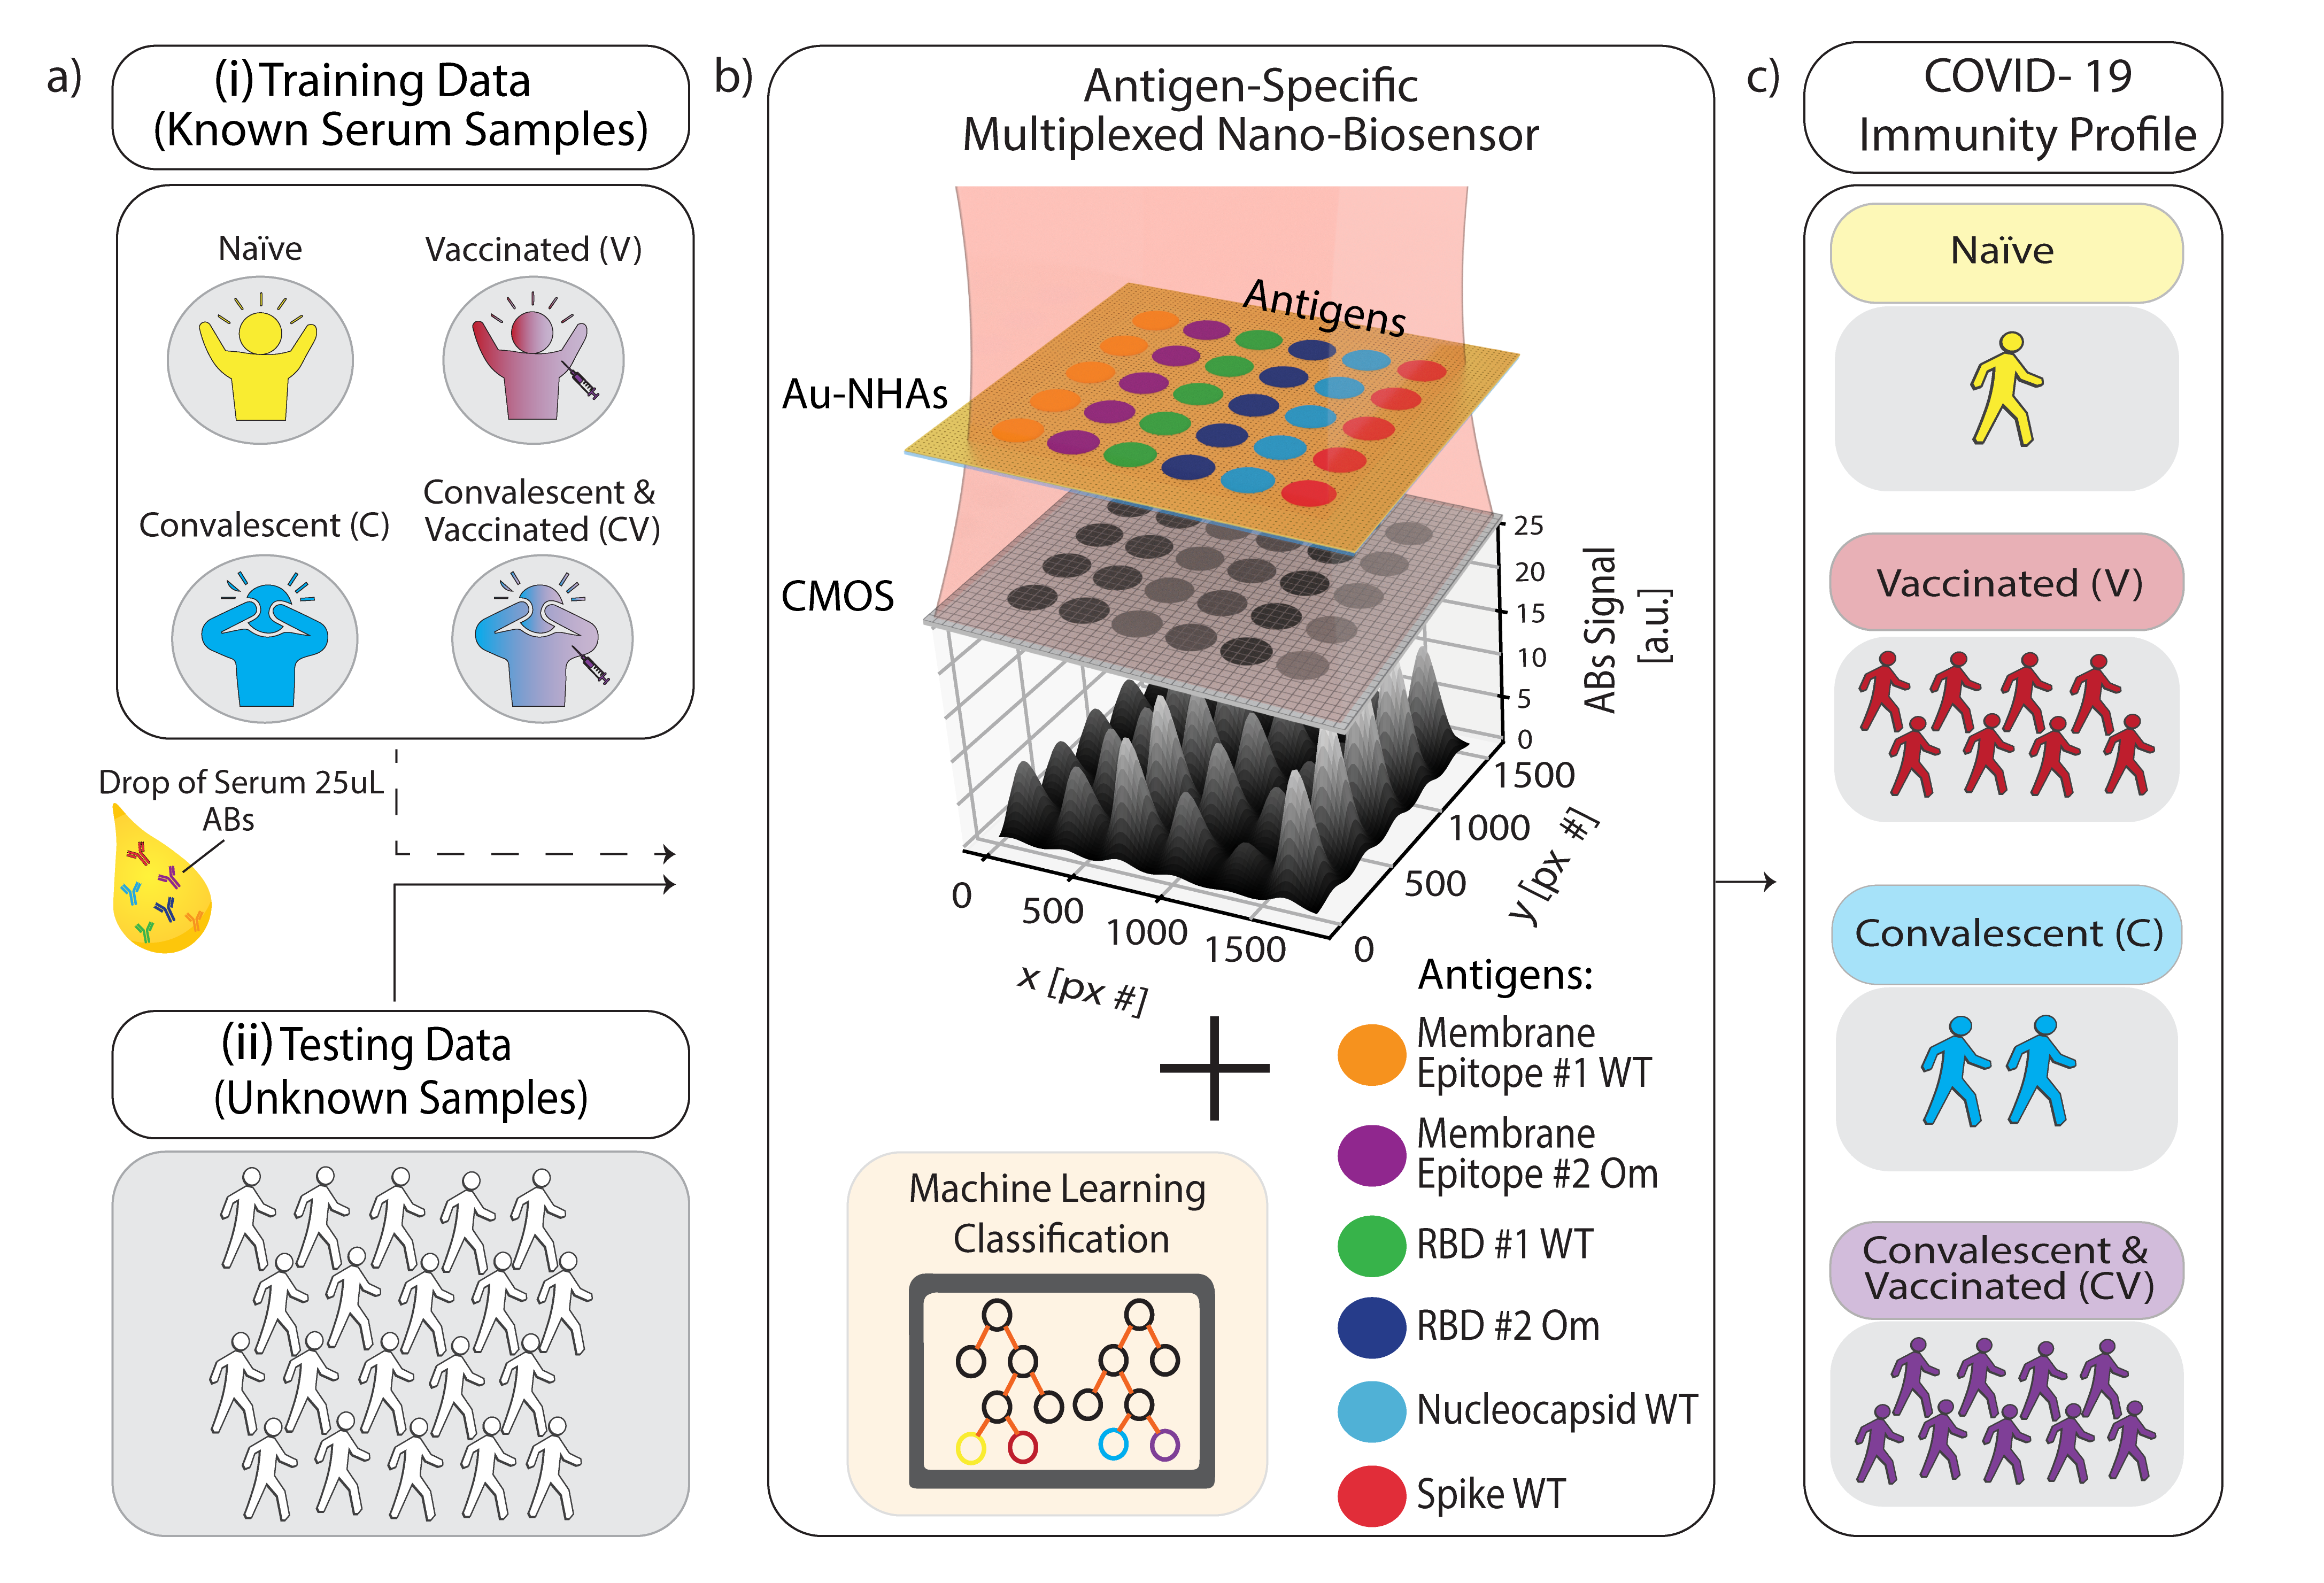 a)
(i) Training Data
(Known Serum Samples)
Naïve
Vaccinated (V)
Convalescent (C)
Convalescent &
Vaccinated (CV)
Drop of Serum 25uL
ABs
(ii) Testing Data
(Unknown Samples)
b)
Antigen-Specific
Multiplexed Nano-Biosensor
Antigens
Au-NHAs
CMOS
25
20
15
10
5
0
ABs Signal
[a.u.]
1500
1000
500
0
y [px #]
0
500
1000
1500
x [px #]
Antigens:
Membrane
Epitope #1 WT
Membrane
Epitope #2 Om
RBD #1 WT
RBD #2 Om
Nucleocapsid WT
Spike WT
Machine Learning
Classification
c)
COVID- 19
Immunity Profile
Naïve
Vaccinated (V)
Convalescent (C)
Convalescent &
Vaccinated (CV)